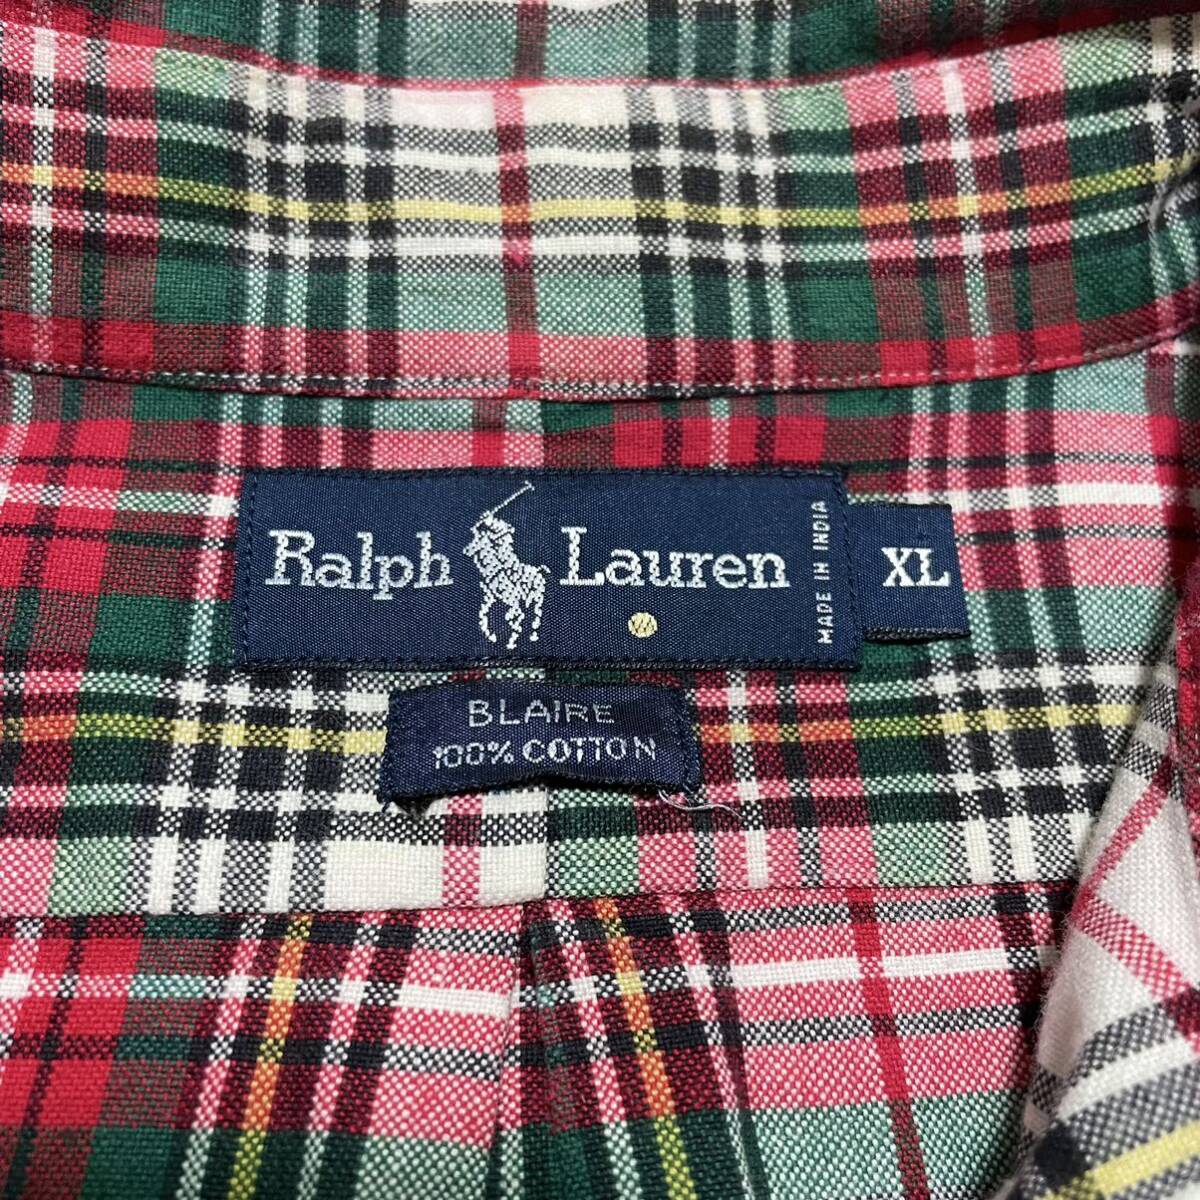 Ralph Lauren
MADE IN INDIA
XL
BLAIRE
100% COTTON